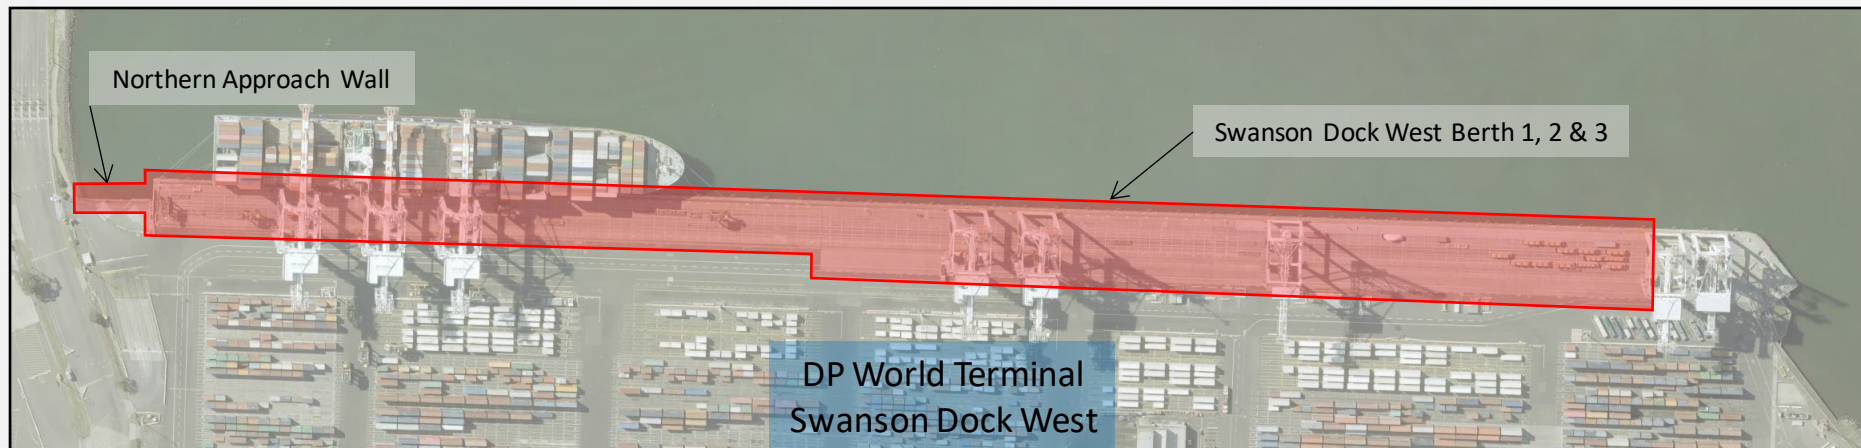 Northern Approach Wall
Swanson Dock West Berth 1, 2 & 3
DP World Terminal
Swanson Dock West